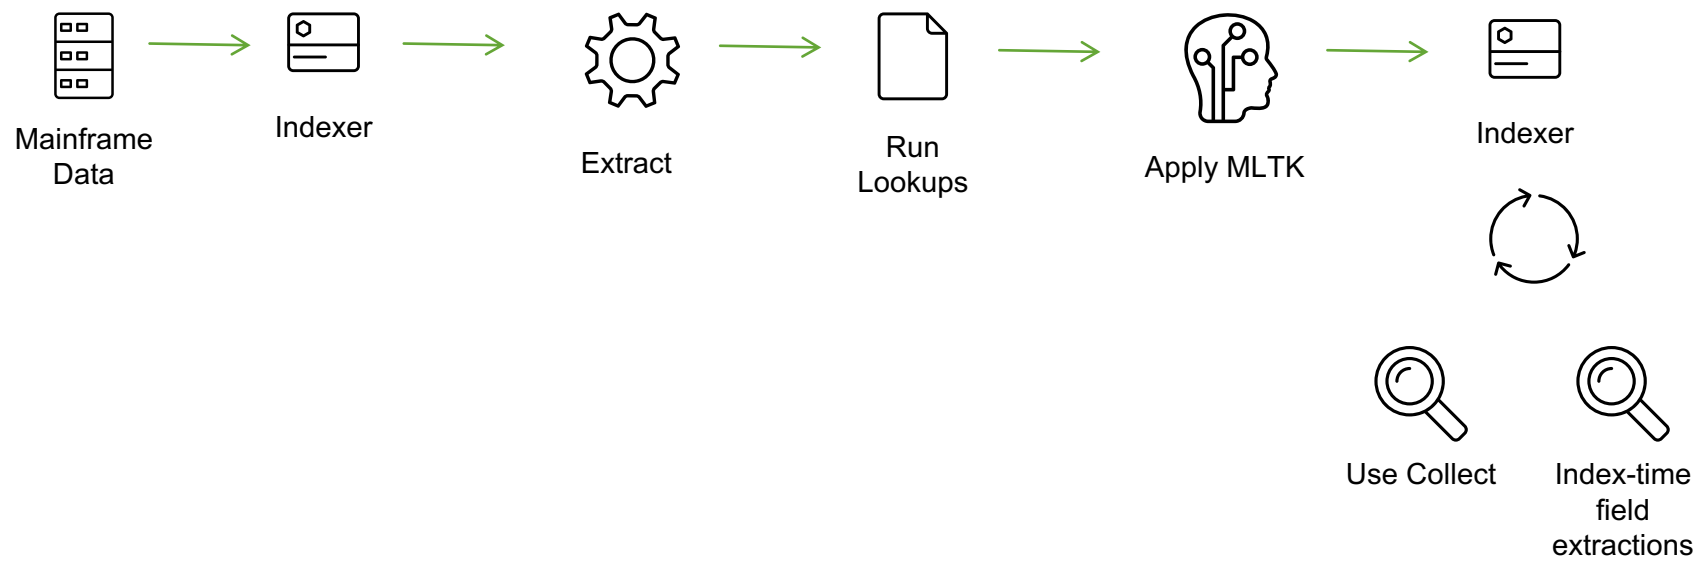 Mainframe
Data
Indexer
Extract
Run
Lookups
Apply MLTK
Indexer
Use Collect
Index-time
field
extractions